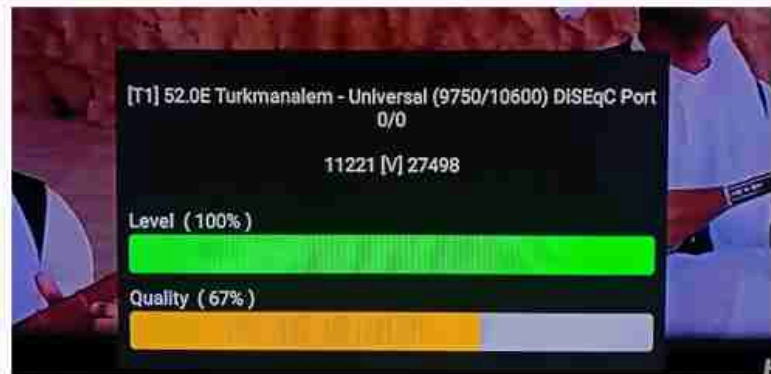 [T1] 52.0E Turkmanalem - Universal (9750/10600) DiSEqC Port
0/0
11221 [V] 27498
Level ( 100% )
Quality ( 67% )